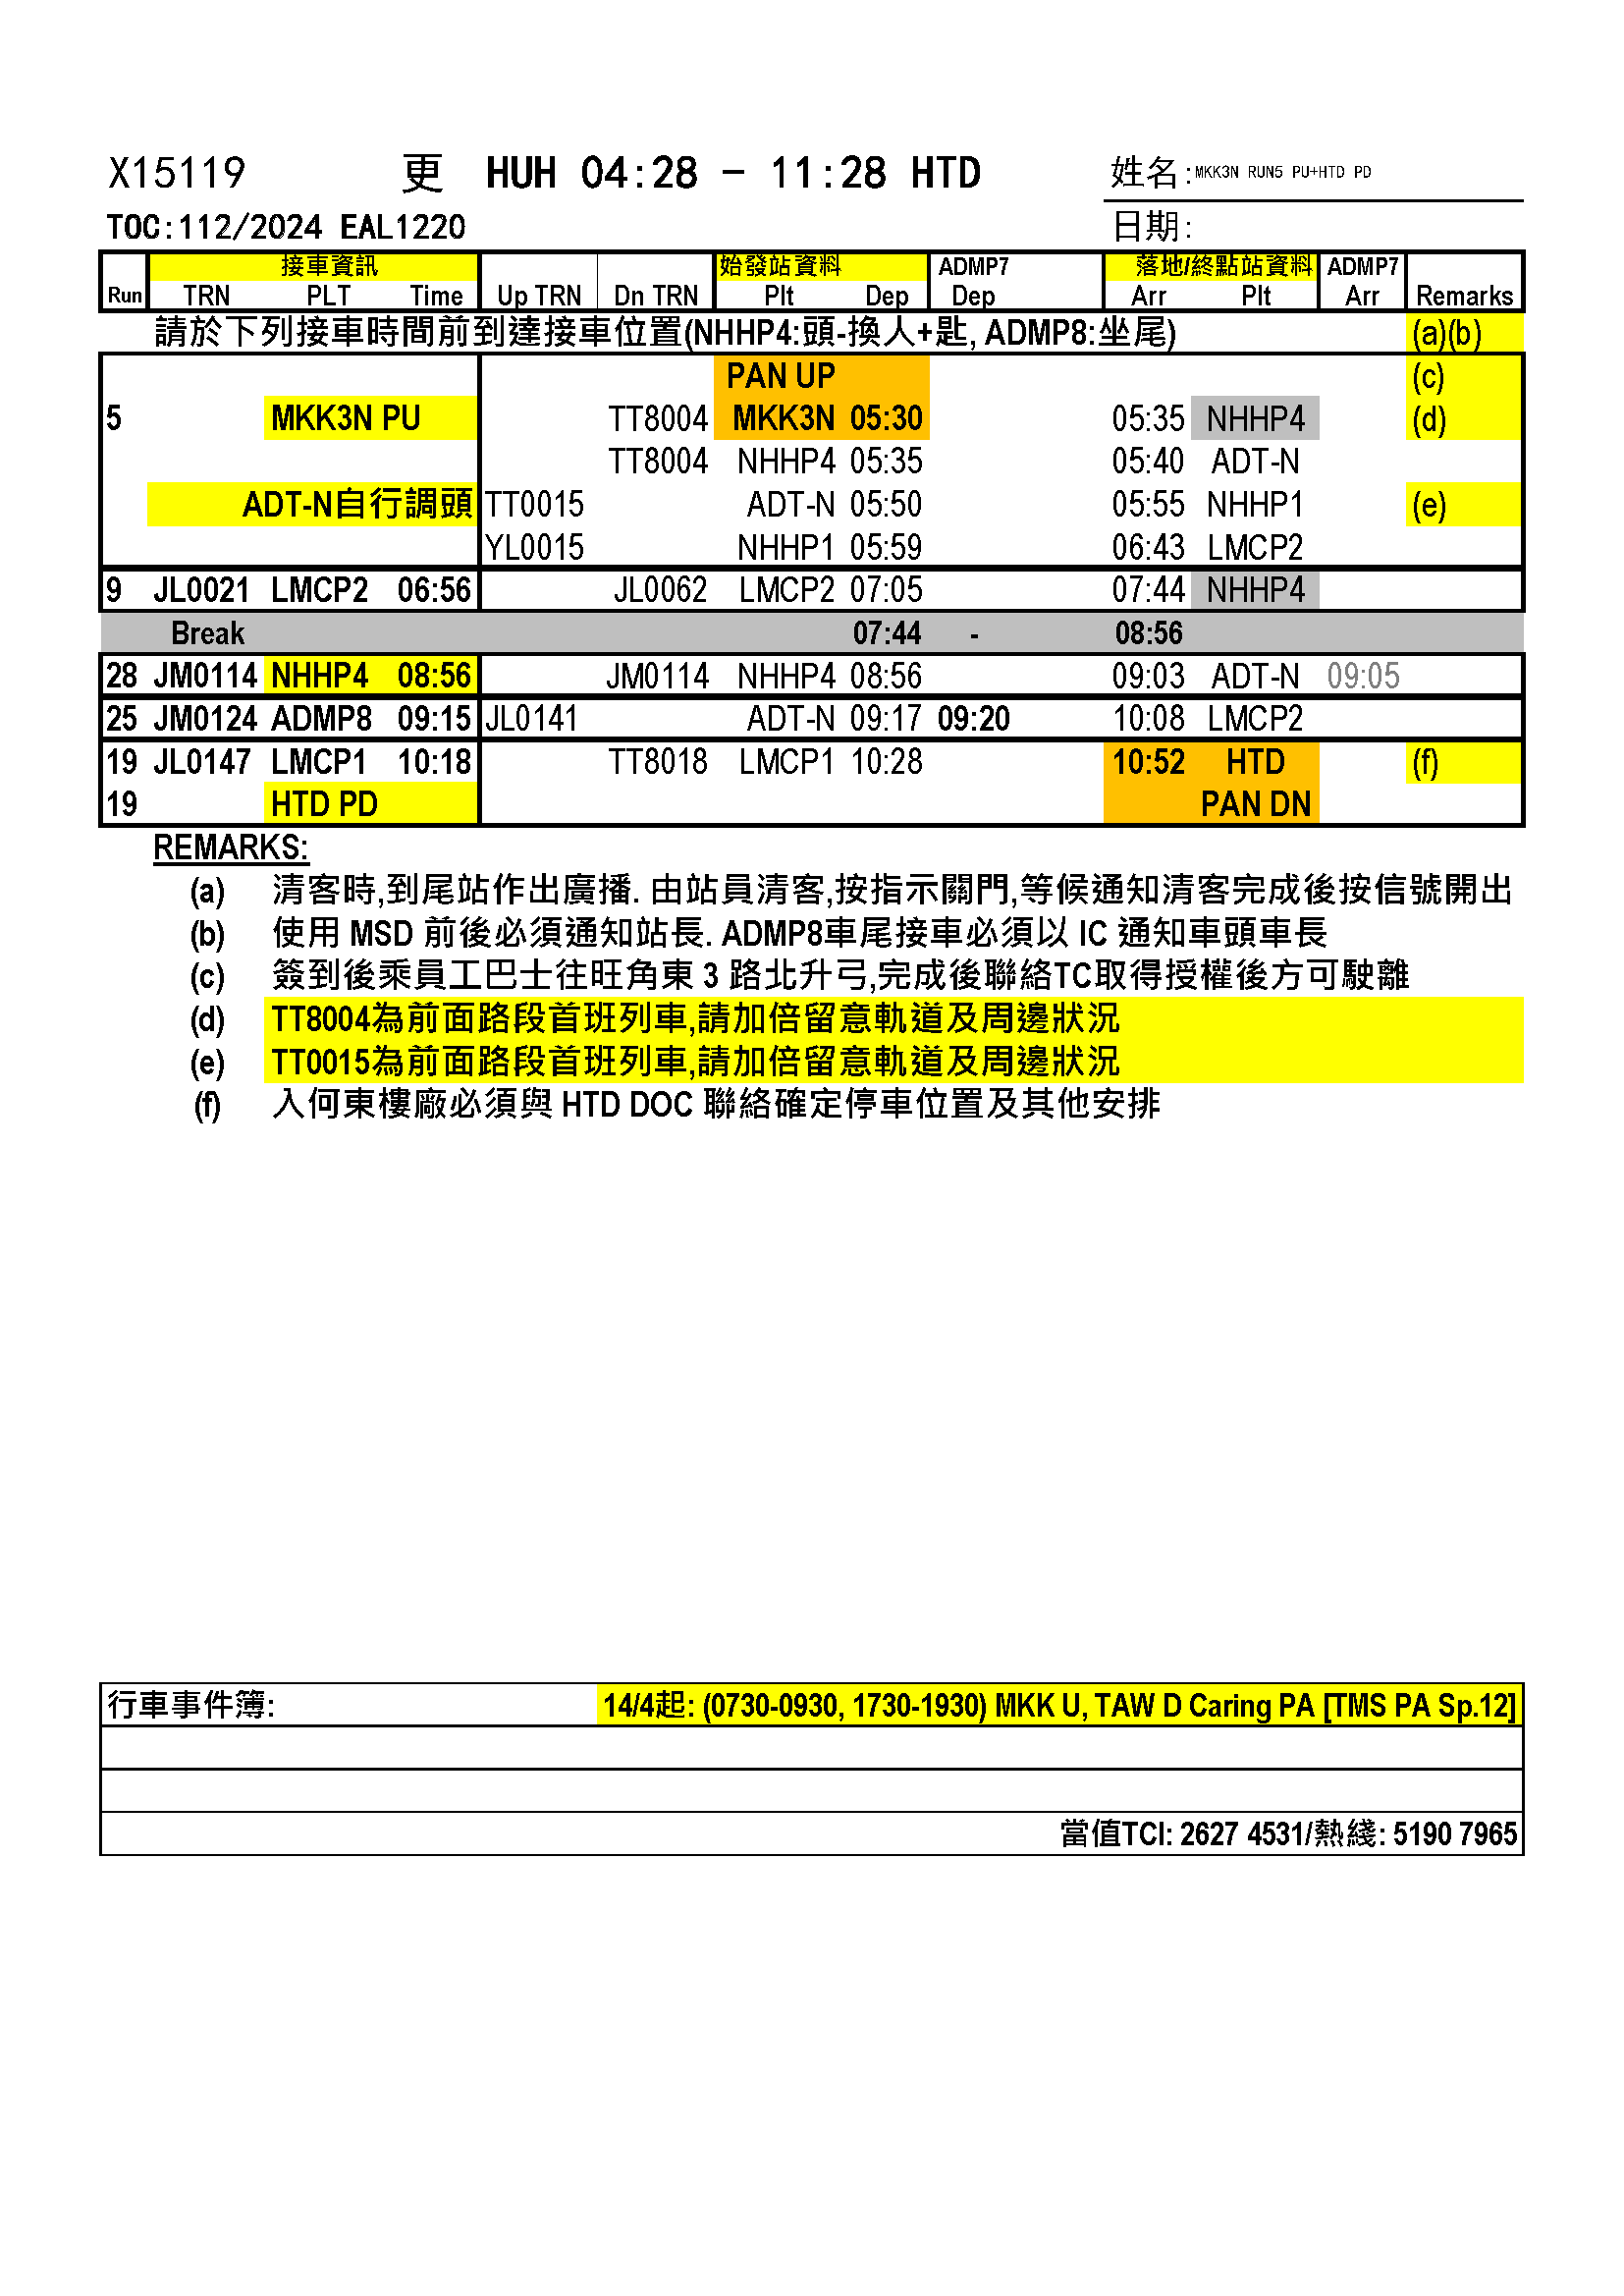 X15119 更 HUH 04:28 - 11:28 HTD 姓名:MKK3N RUN5 PU+HTD PD
TOC:112/2024 EAL1220 日期:
接車資訊 始發站資料 ADMP7 落地/終點站資料 ADMP7
Run TRN PLT Time Up TRN Dn TRN Plt Dep Dep Arr Plt Arr Remarks
請於下列接車時間前到達接車位置(NHHP4:頭-換人+匙, ADMP8:坐尾) (a)(b)
PAN UP (c)
5 MKK3N PU TT8004 MKK3N 05:30 05:35 NHHP4 (d)
TT8004 NHHP4 05:35 05:40 ADT-N
ADT-N自行調頭 TT0015 ADT-N 05:50 05:55 NHHP1 (e)
YL0015 NHHP1 05:59 06:43 LMCP2
9 JL0021 LMCP2 06:56 JL0062 LMCP2 07:05 07:44 NHHP4
Break 07:44 - 08:56
28 JM0114 NHHP4 08:56 JM0114 NHHP4 08:56 09:03 ADT-N 09:05
25 JM0124 ADMP8 09:15 JL0141 ADT-N 09:17 09:20 10:08 LMCP2
19 JL0147 LMCP1 10:18 TT8018 LMCP1 10:28 10:52 HTD (f)
19 HTD PD PAN DN
REMARKS:
(a) 清客時,到尾站作出廣播. 由站員清客,按指示關門,等候通知清客完成後按信號開出
(b) 使用 MSD 前後必須通知站長. ADMP8車尾接車必須以 IC 通知車頭車長
(c) 簽到後乘員工巴士往旺角東 3 路北升弓,完成後聯絡TC取得授權後方可駛離
(d) TT8004為前面路段首班列車,請加倍留意軌道及周邊狀況
(e) TT0015為前面路段首班列車,請加倍留意軌道及周邊狀況
(f) 入何東樓廠必須與 HTD DOC 聯絡確定停車位置及其他安排
行車事件簿: 14/4起: (0730-0930, 1730-1930) MKK U, TAW D Caring PA [TMS PA Sp.12]
當值TCI: 2627 4531/熱綫: 5190 7965